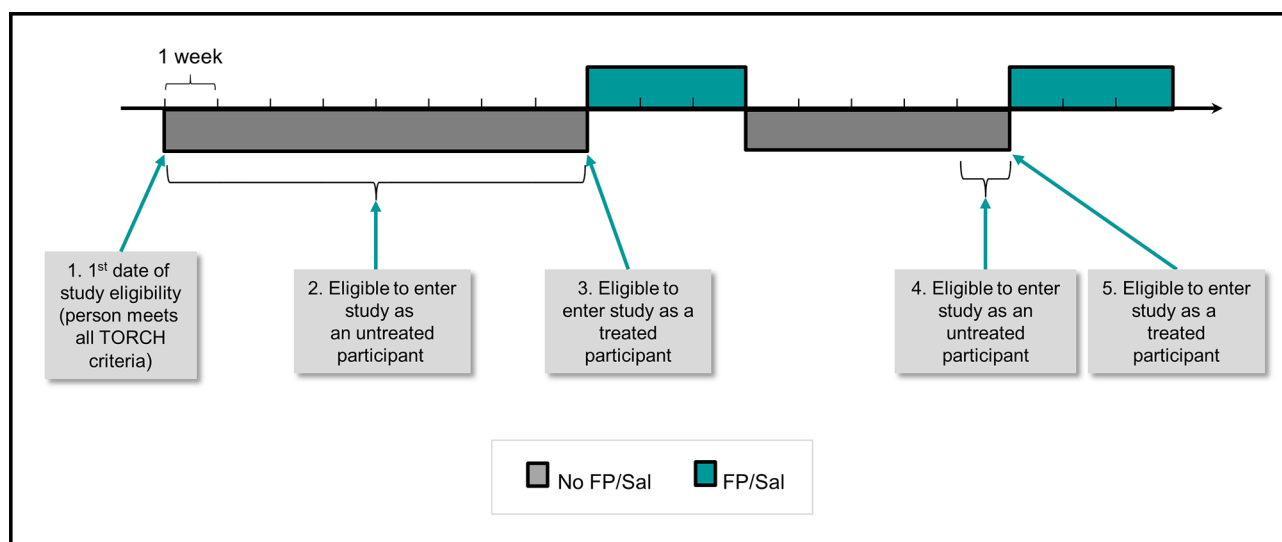 1 week
1. 1st date of
study eligibility
(person meets
all TORCH
criteria)
2. Eligible to enter
study as
an untreated
participant
3. Eligible to
enter study as a
treated
participant
4. Eligible to enter
study as an
untreated
participant
5. Eligible to enter
study as a
treated
participant
No FP/Sal
FP/Sal